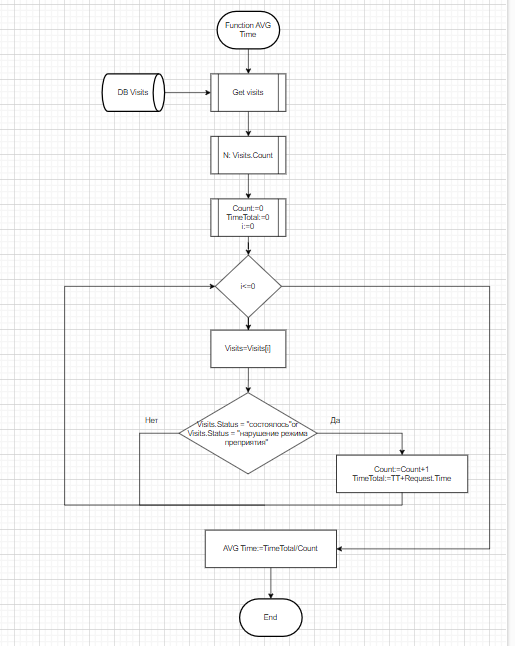 Function AVG
Time
DB Visits
Get visits
N: Visits.Count
Count:=0
TimeTotal:=0
i:=0
i<=0
Visits=Visits[i]
Нет
Visits.Status = "состоялось"or
Visits.Status = "нарушение режима
преприятия"
Да
Count:=Count+1
TimeTotal:=TT+Request.Time
AVG Time:=TimeTotal/Count
End